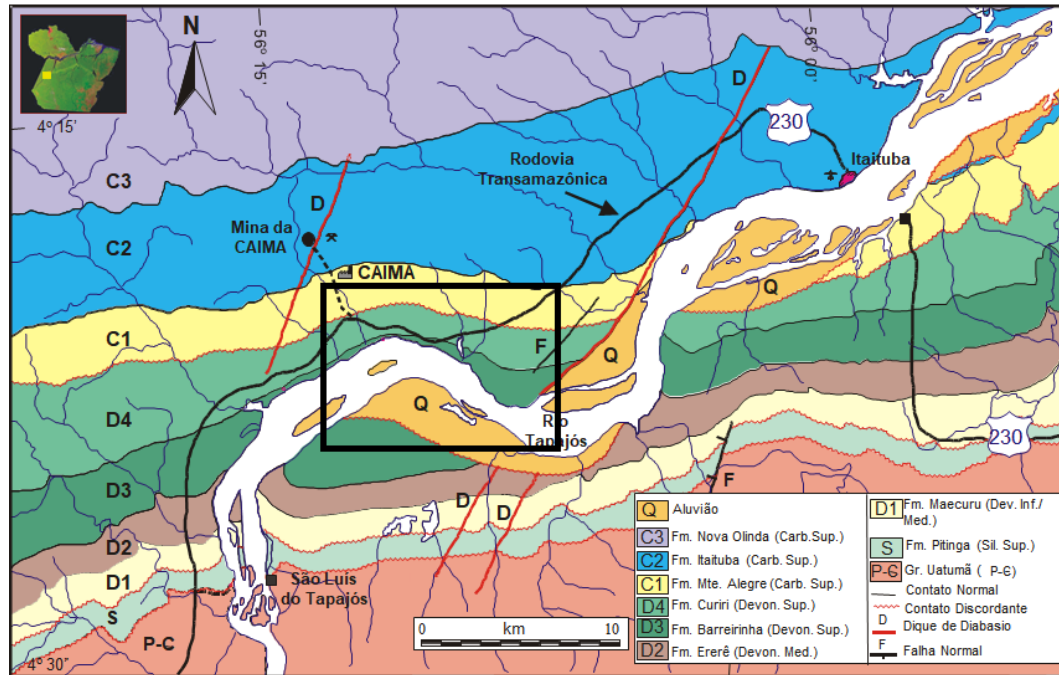 N
56º 15'
56º 00'
4º 15'
D
230
Rodovia
Transamazônica
Itaituba
C3
D
Mina da
CAIMA
C2
CAIMA
Q
C1
F
Q
D4
Q
Rio
Tapajós
230
D3
D
D
F
D2
São Luís
do Tapajós
D1
S
P-Є
4º 30"
0 km 10
Q Aluvião
C3 Fm. Nova Olinda (Carb.Sup.)
C2 Fm. Itaituba (Carb. Sup.)
C1 Fm. Mte. Alegre (Carb. Sup.)
D4 Fm. Curiri (Devon. Sup.)
D3 Fm. Barreirinha (Devon. Sup.)
D2 Fm. Ererê (Devon. Med.)
D1 Fm. Maecuru (Dev. Inf./
Med.)
S Fm. Pitinga (Sil. Sup.)
P-Є Gr. Uatumã ( P-Є)
Contato Normal
Contato Discordante
D Dique de Diabasio
F Falha Normal